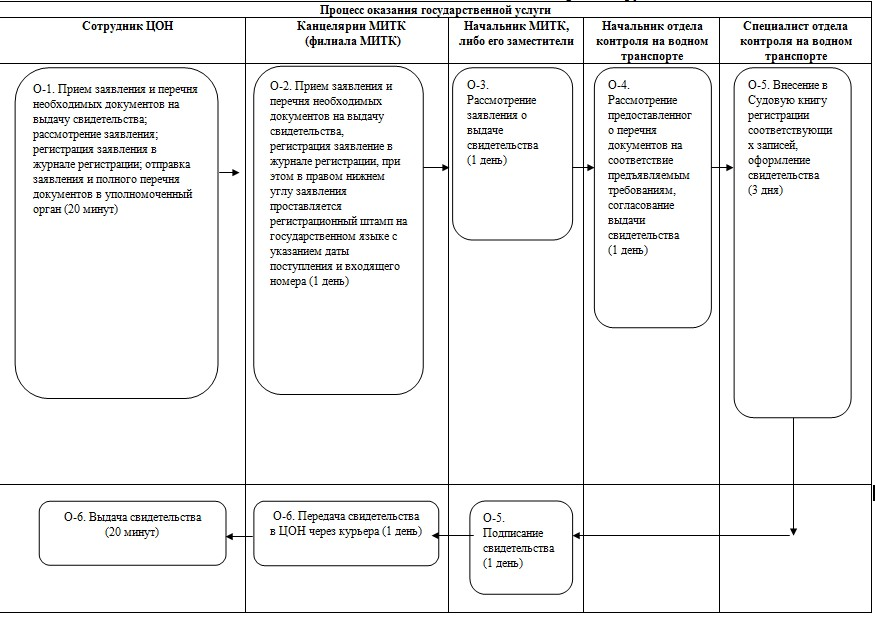 Процесс оказания государственной услуги
Сотрудник ЦОН
Канцелярии МИТК
(филиала МИТК)
Начальник МИТК,
либо его заместители
Начальник отдела
контроля на водном
транспорте
Специалист отдела
контроля на водном
транспорте
О-1. Прием заявления и перечня
необходимых документов на
выдачу свидетельства;
рассмотрение заявления;
регистрация заявления в
журнале регистрации; отправка
заявления и полного перечня
документов в уполномоченный
орган (20 минут)
О-2. Прием заявления и
перечня необходимых
документов на выдачу
свидетельства,
регистрация заявление в
журнале регистрации, при
этом в правом нижнем
углу заявления
проставляется
регистрационный штамп на
государственном языке с
указанием даты
поступления и входящего
номера (1 день)
О-3.
Рассмотрение
заявления о
выдаче
свидетельства
(1 день)
О-4.
Рассмотрение
предоставленног
о перечня
документов на
соответствие
предъявляемым
требованиям,
согласование
выдачи
свидетельства
(1 день)
О-5. Внесение в
Судовую книгу
регистрации
соответствующи
х записей,
оформление
свидетельства
(3 дня)
О-6. Выдача свидетельства
(20 минут)
О-6. Передача свидетельства
в ЦОН через курьера (1 день)
О-5.
Подписание
свидетельства
(1 день)